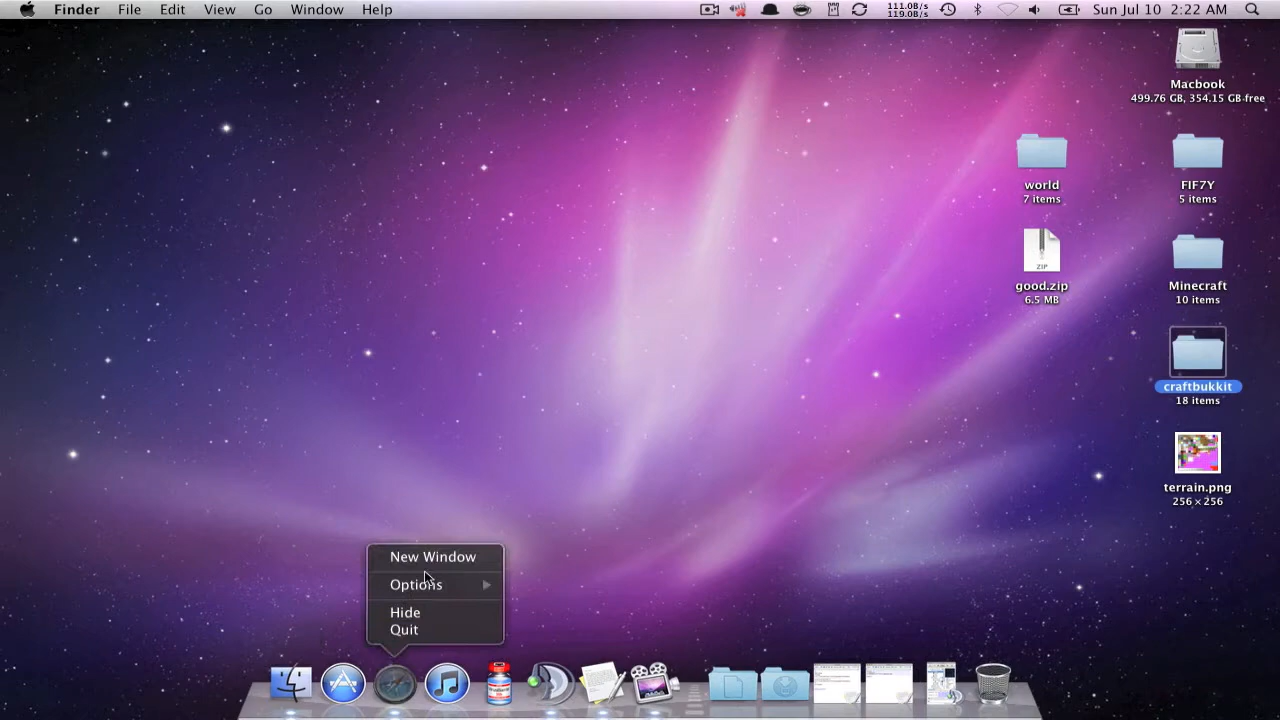 Finder File Edit View Go Window Help
111.0B/s
119.0B/s
Sun Jul 10 2:22 AM
Macbook
499.76 GB, 354.15 GB free
world
7 items
FIF7Y
5 items
ZIP
good.zip
6.5 MB
Minecraft
10 items
craftbukkit
18 items
terrain.png
256×256
New Window
Options
Hide
Quit